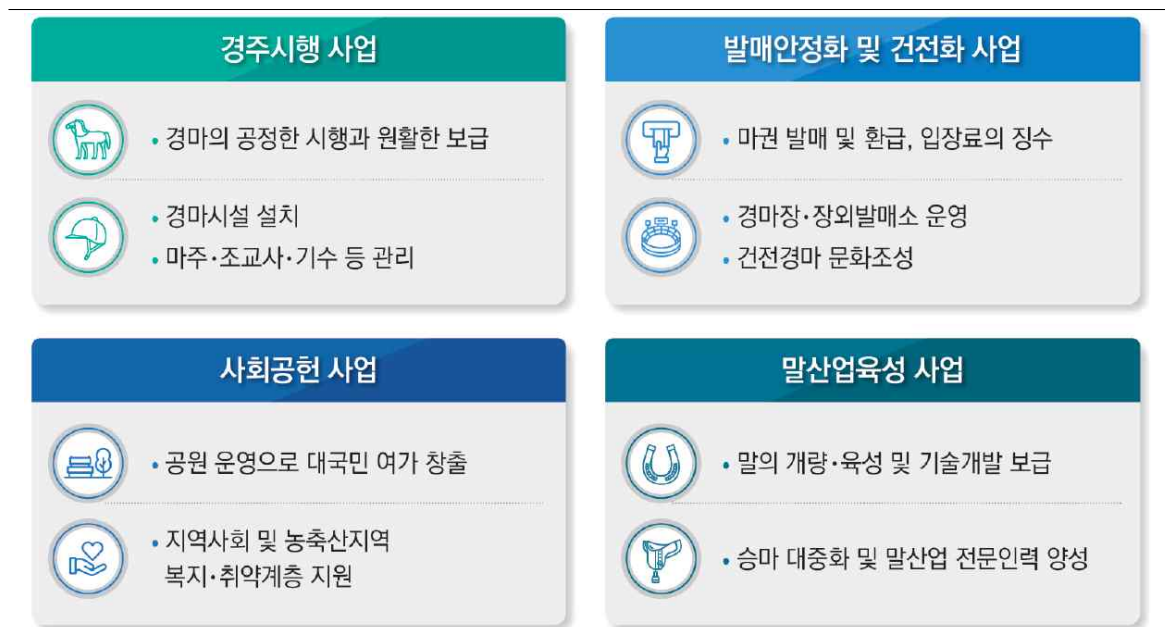 경주시행 사업
• 경마의 공정한 시행과 원활한 보급
• 경마시설 설치
• 마주·조교사·기수 등 관리
발매안정화 및 건전화 사업
• 마권 발매 및 환급, 입장료의 징수
• 경마장·장외발매소 운영
• 건전경마 문화조성
사회공헌 사업
• 공원 운영으로 대국민 여가 창출
• 지역사회 및 농축산지역
복지·취약계층 지원
말산업육성 사업
• 말의 개량·육성 및 기술개발 보급
• 승마 대중화 및 말산업 전문인력 양성